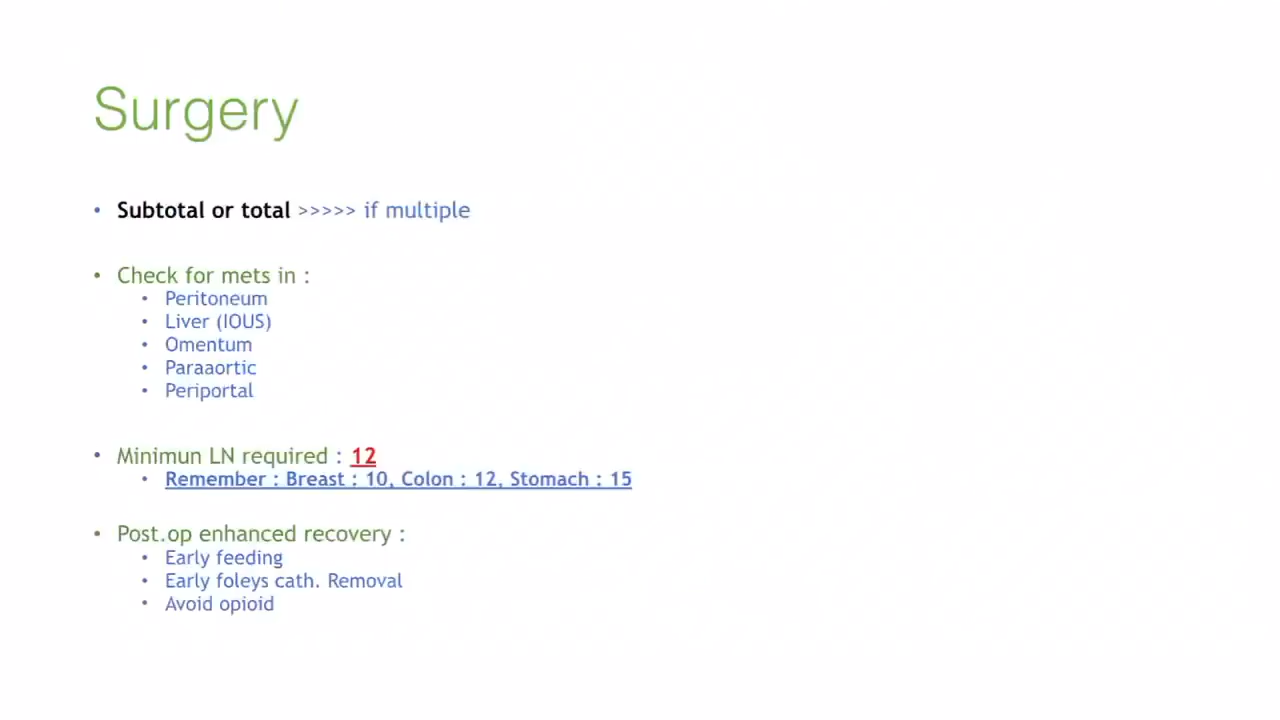 Surgery
• Subtotal or total >>>>> if multiple
• Check for mets in :
• Peritoneum
• Liver (IOUS)
• Omentum
• Paraaortic
• Periportal
• Minimun LN required : 12
• Remember : Breast : 10, Colon : 12, Stomach : 15
• Post.op enhanced recovery :
• Early feeding
• Early foleys cath. Removal
• Avoid opioid